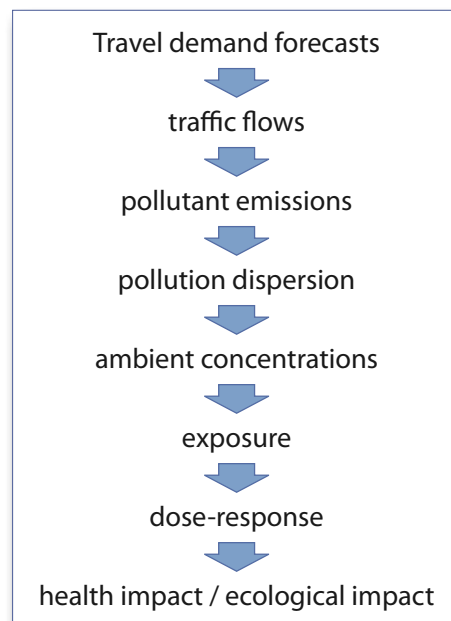 Travel demand forecasts
traffic flows
pollutant emissions
pollution dispersion
ambient concentrations
exposure
dose-response
health impact / ecological impact